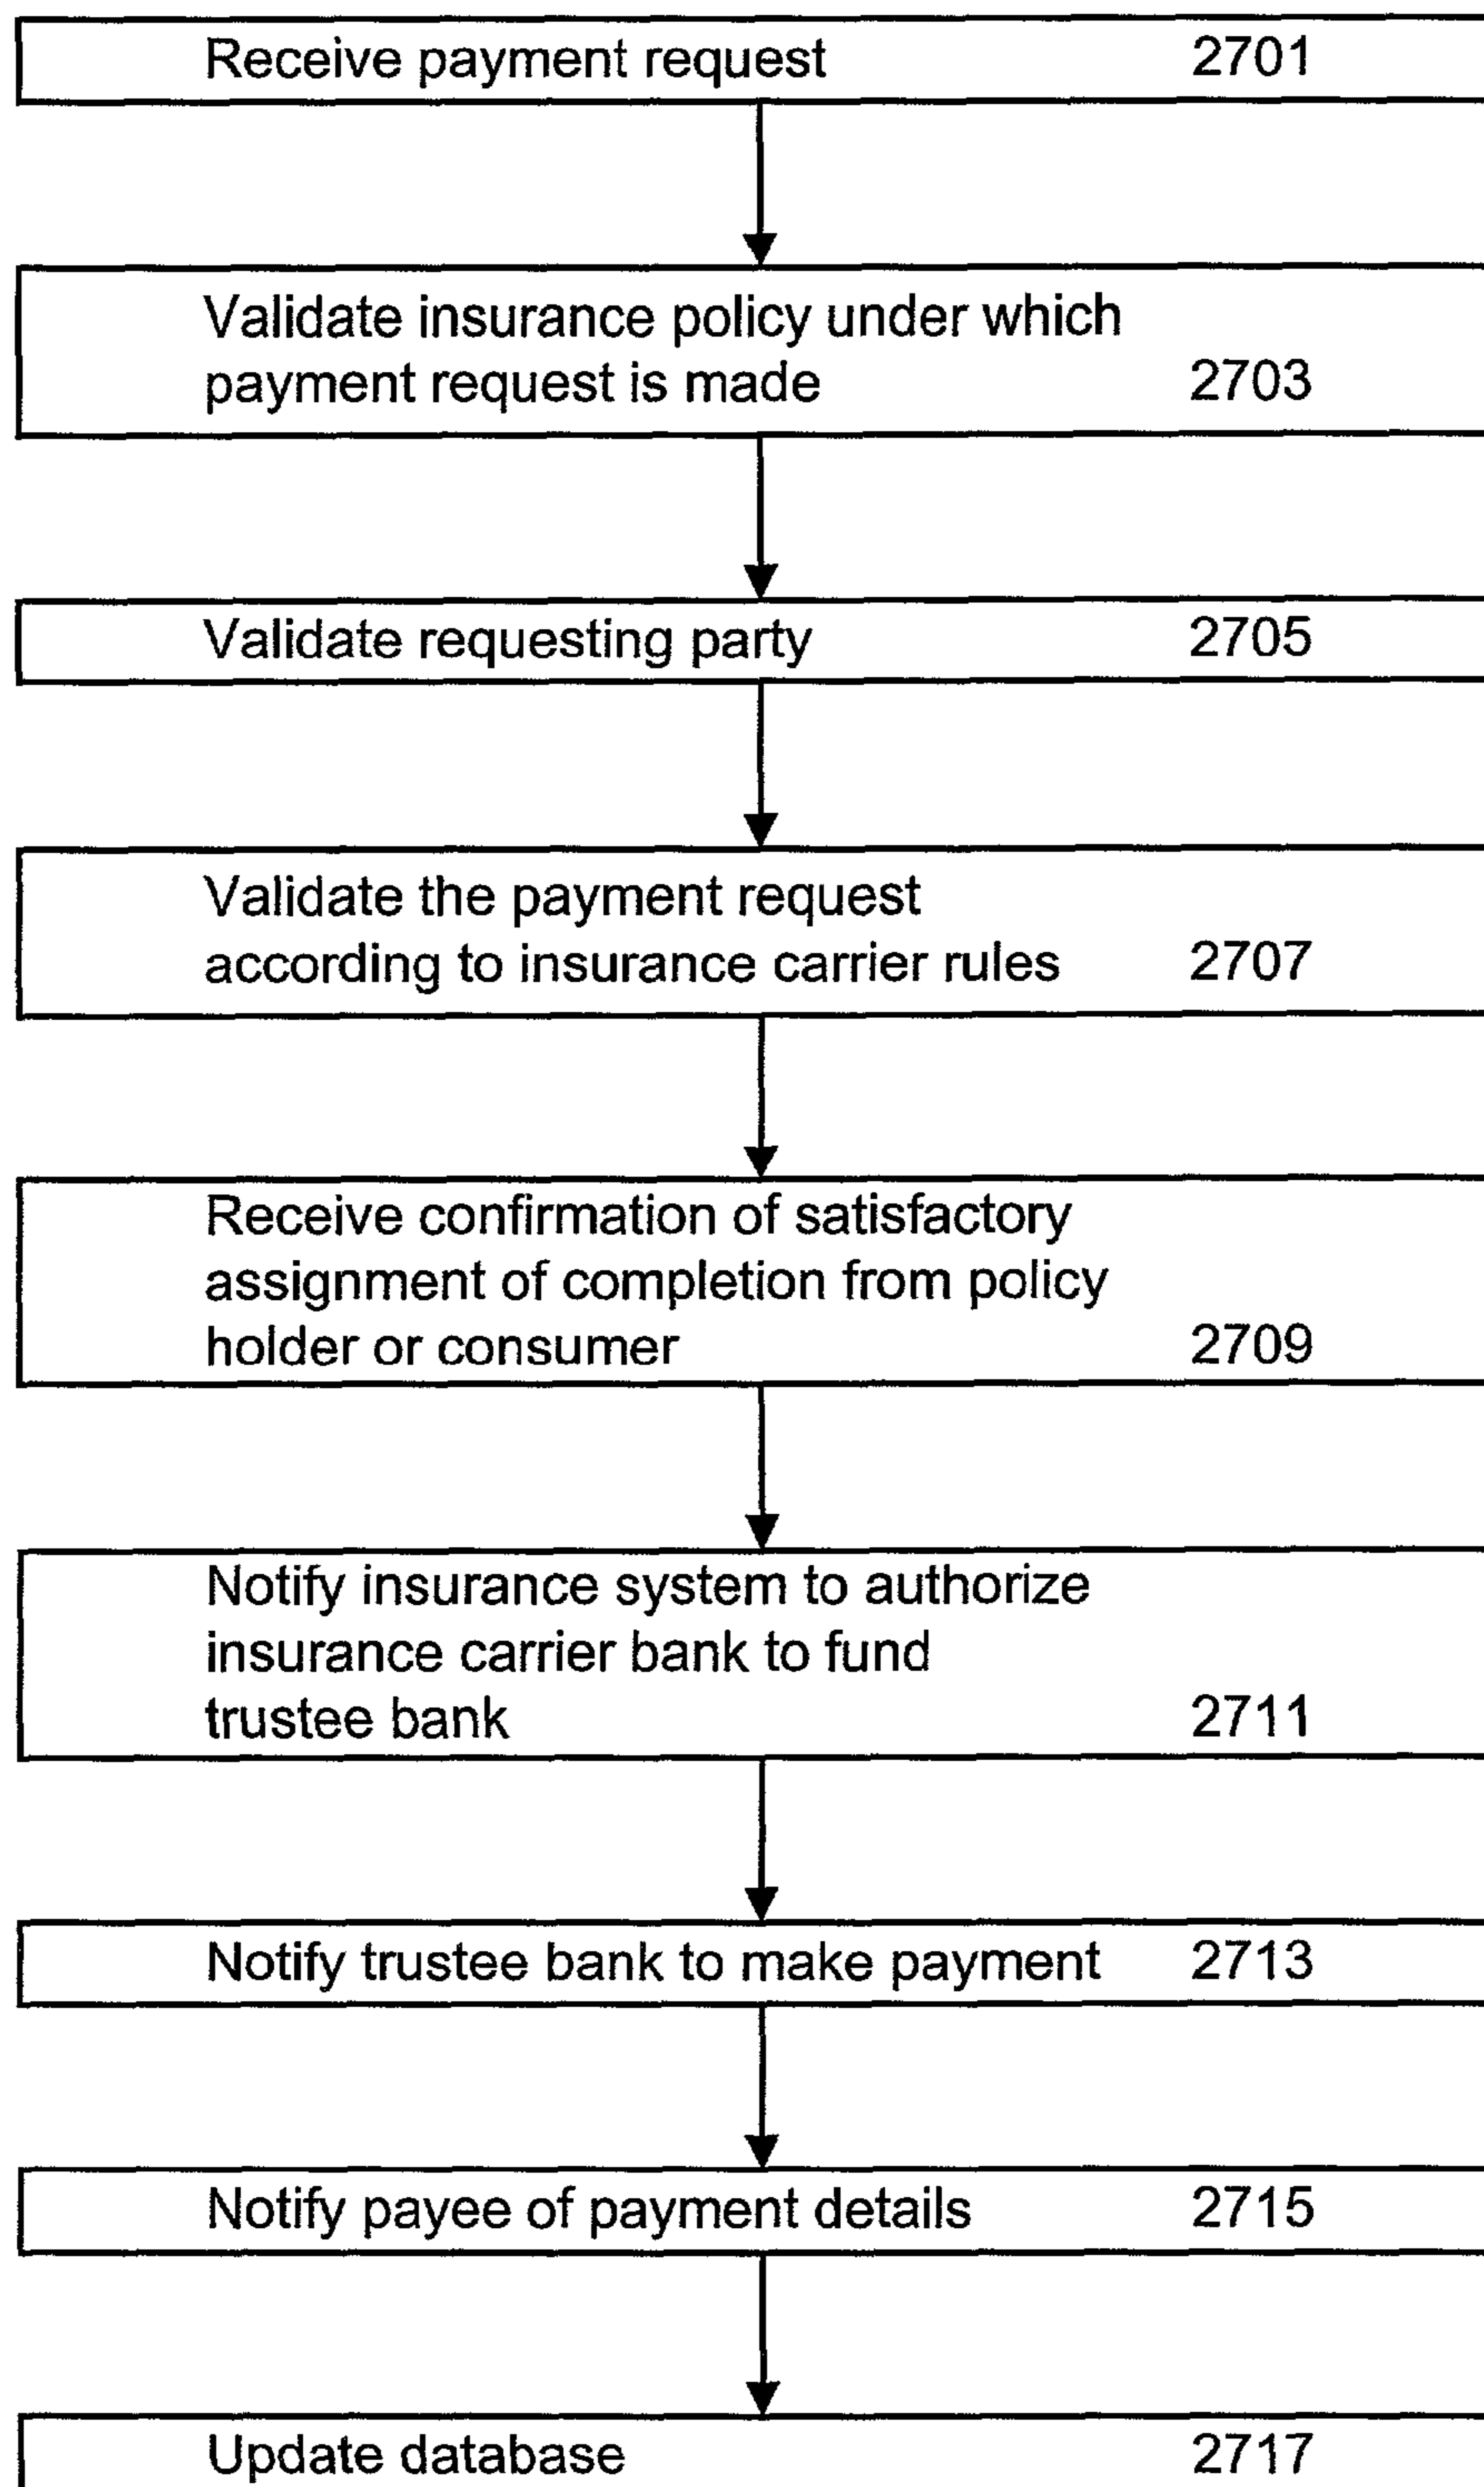 Receive payment request 2701
Validate insurance policy under which
payment request is made 2703
Validate requesting party 2705
Validate the payment request
according to insurance carrier rules 2707
Receive confirmation of satisfactory
assignment of completion from policy
holder or consumer 2709
Notify insurance system to authorize
insurance carrier bank to fund
trustee bank 2711
Notify trustee bank to make payment 2713
Notify payee of payment details 2715
Update database 2717